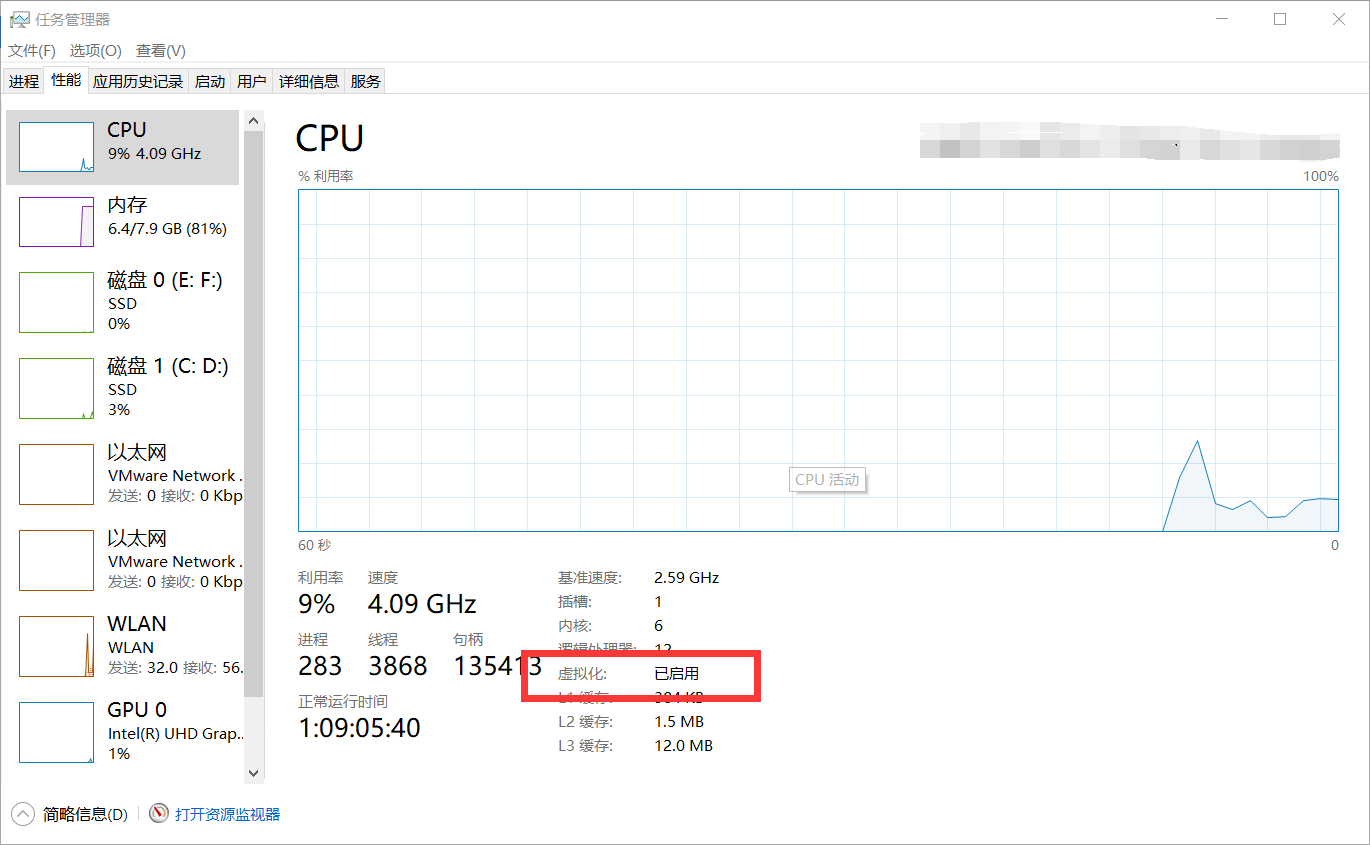 任务管理器
文件(F) 选项(O) 查看(V)
进程 性能 应用历史记录 启动 用户 详细信息 服务
CPU
9% 4.09 GHz
内存
6.4/7.9 GB (81%)
磁盘 0 (E: F:)
SSD
0%
磁盘 1 (C: D:)
SSD
3%
以太网
VMware Network .
发送: 0 接收: 0 Kbp
以太网
VMware Network .
发送: 0 接收: 0 Kbp
WLAN
WLAN
发送: 32.0 接收: 56.
GPU 0
Intel(R) UHD Grap..
1%
CPU
% 利用率 100%
CPU 活动
60 秒 0
利用率 速度
9% 4.09 GHz
进程 线程 句柄
283 3868 135413
正常运行时间
1:09:05:40
基准速度: 2.59 GHz
插槽: 1
内核: 6
逻辑处理器: 12
虚拟化: 已启用
L1 缓存: 384 KB
L2 缓存: 1.5 MB
L3 缓存: 12.0 MB
简略信息(D) 打开资源监视器